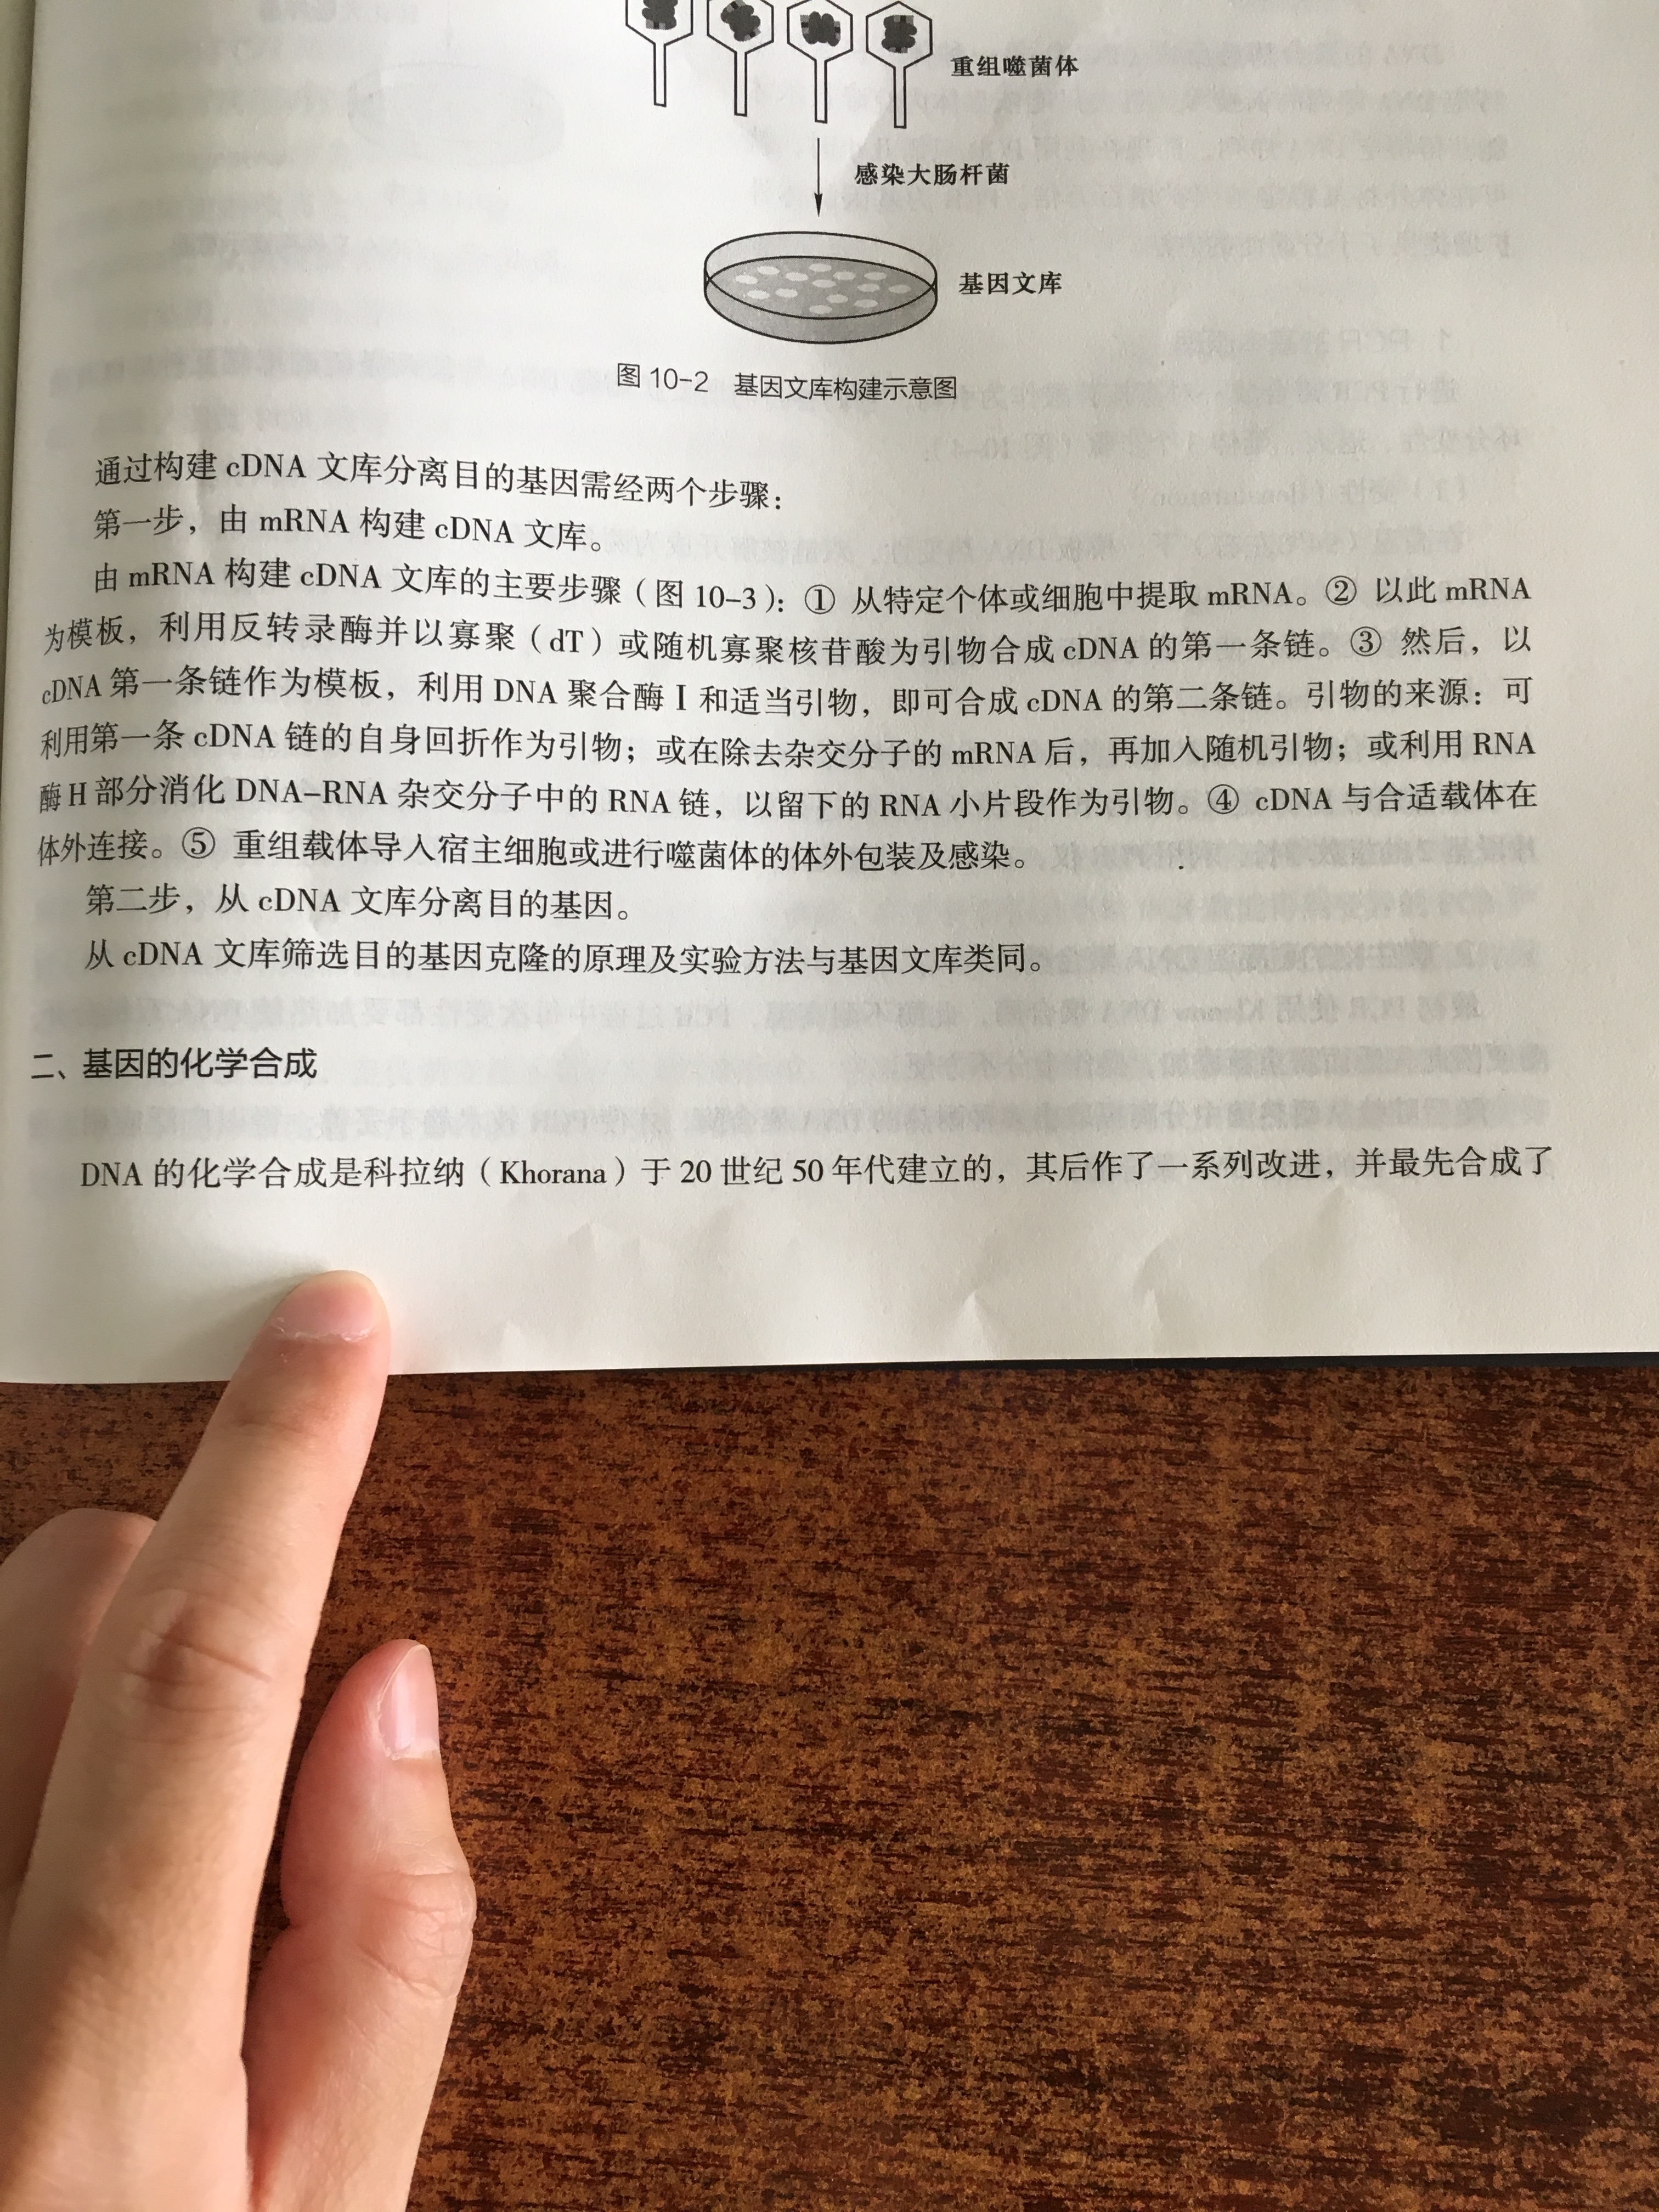 重组噬菌体
感染大肠杆菌
基因文库
图 10-2 基因文库构建示意图
通过构建 cDNA 文库分离目的基因需经两个步骤：
第一步，由 mRNA 构建 cDNA 文库。
由 mRNA 构建 cDNA 文库的主要步骤（图 10-3）：① 从特定个体或细胞中提取 mRNA。② 以此 mRNA
为模板，利用反转录酶并以寡聚（dT）或随机寡聚核苷酸为引物合成 cDNA 的第一条链。③ 然后，以
cDNA 第一条链作为模板，利用 DNA 聚合酶 I 和适当引物，即可合成 cDNA 的第二条链。引物的来源：可
利用第一条 cDNA 链的自身回折作为引物；或在除去杂交分子的 mRNA 后，再加入随机引物；或利用 RNA
酶 H 部分消化 DNA-RNA 杂交分子中的 RNA 链，以留下的 RNA 小片段作为引物。④ cDNA 与合适载体在
体外连接。⑤ 重组载体导入宿主细胞或进行噬菌体的体外包装及感染。
第二步，从 cDNA 文库分离目的基因。
从 cDNA 文库筛选目的基因克隆的原理及实验方法与基因文库类同。
二、基因的化学合成
DNA 的化学合成是科拉纳（Khorana）于 20 世纪 50 年代建立的，其后作了一系列改进，并最先合成了